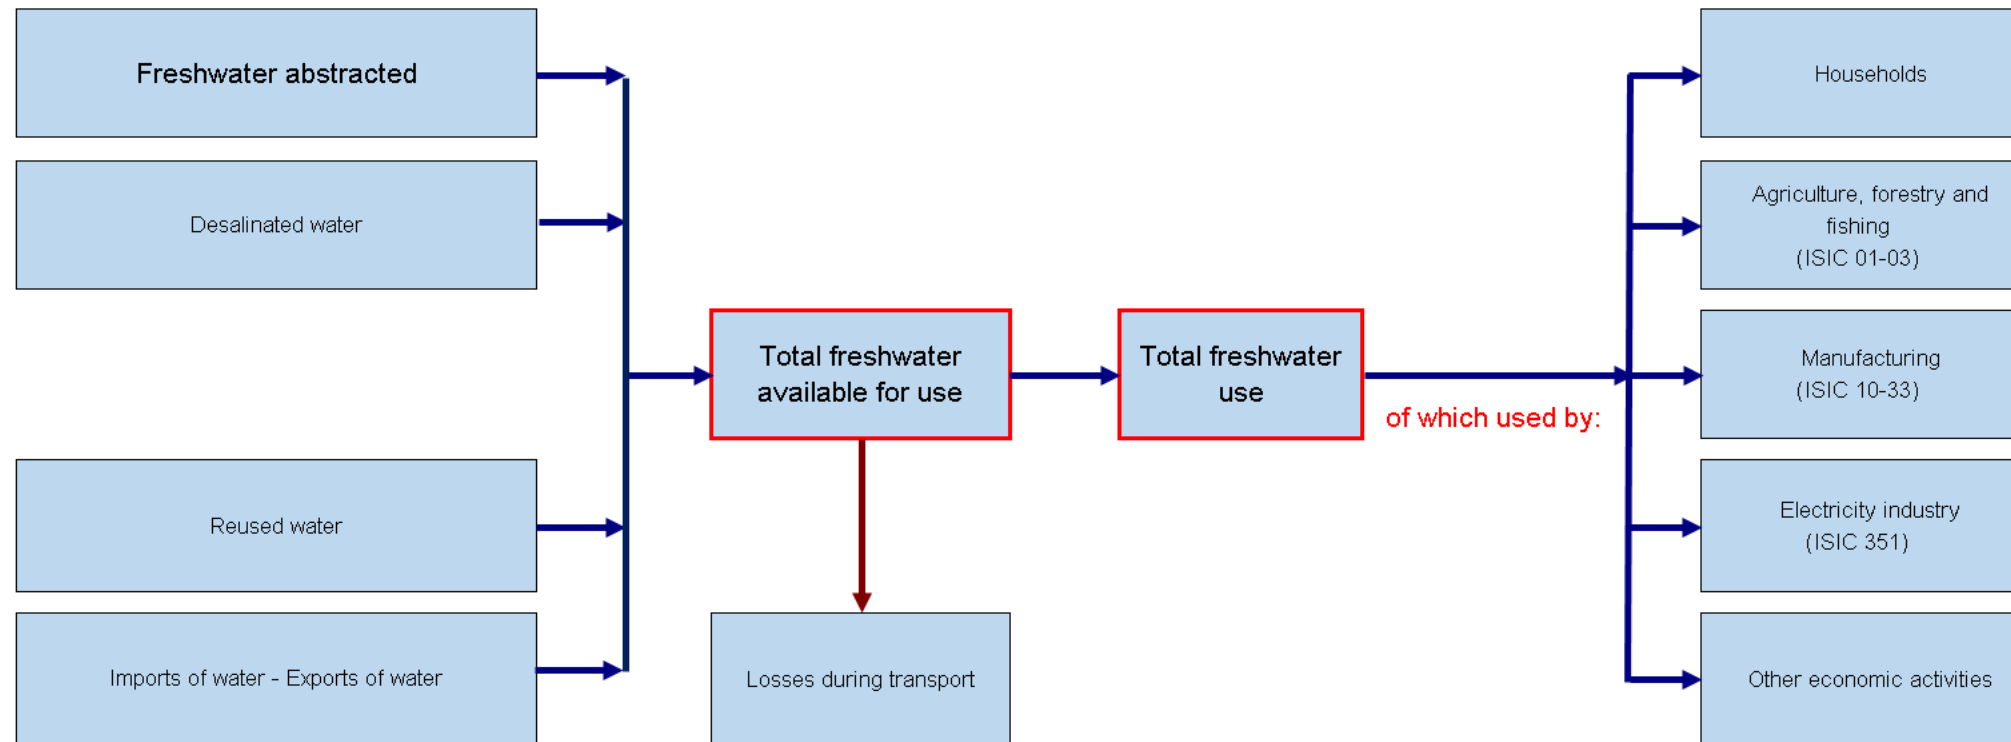 Freshwater abstracted
Desalinated water
Reused water
Imports of water - Exports of water
Total freshwater
available for use
Losses during transport
Total freshwater
use
of which used by:
Households
Agriculture, forestry and
fishing
(ISIC 01-03)
Manufacturing
(ISIC 10-33)
Electricity industry
(ISIC 351)
Other economic activities